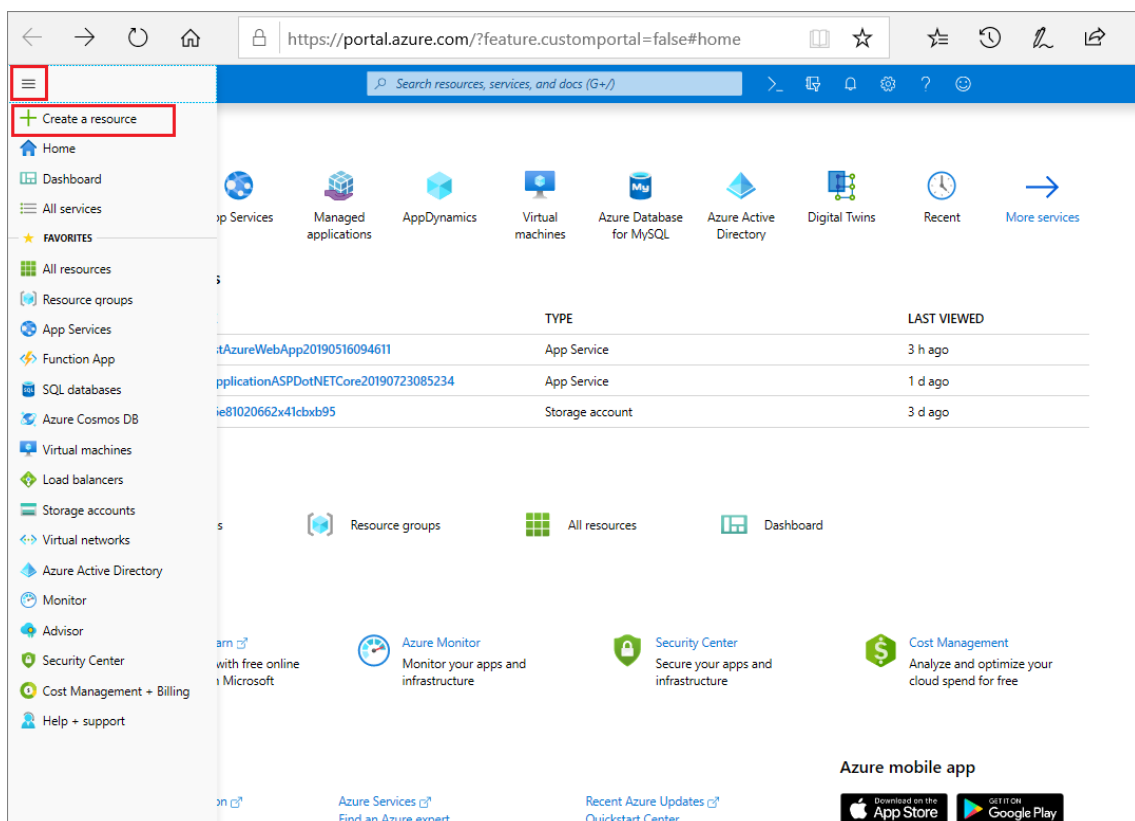 https://portal.azure.com/?feature.customportal=false#home
Search resources, services, and docs (G+/)
Create a resource
Home
Dashboard
All services
FAVORITES
All resources
Resource groups
App Services
Function App
SQL databases
Azure Cosmos DB
Virtual machines
Load balancers
Storage accounts
Virtual networks
Azure Active Directory
Monitor
Advisor
Security Center
Cost Management + Billing
Help + support
pp Services
Managed
applications
AppDynamics
Virtual
machines
My
Azure Database
for MySQL
Azure Active
Directory
Digital Twins
Recent
More services
s
TYPE
LAST VIEWED
tAzureWebApp20190516094611
App Service
3 h ago
pplicationASPDotNETCore20190723085234
App Service
1 d ago
e81020662x41cbxb95
Storage account
3 d ago
s
Resource groups
All resources
Dashboard
arn
with free online
Microsoft
Azure Monitor
Monitor your apps and
infrastructure
Security Center
Secure your apps and
infrastructure
Cost Management
Analyze and optimize your
cloud spend for free
on
Azure Services
Find an Azure expert
Recent Azure Updates
Quickstart Center
Azure mobile app
Download on the
App Store
GET IT ON
Google Play